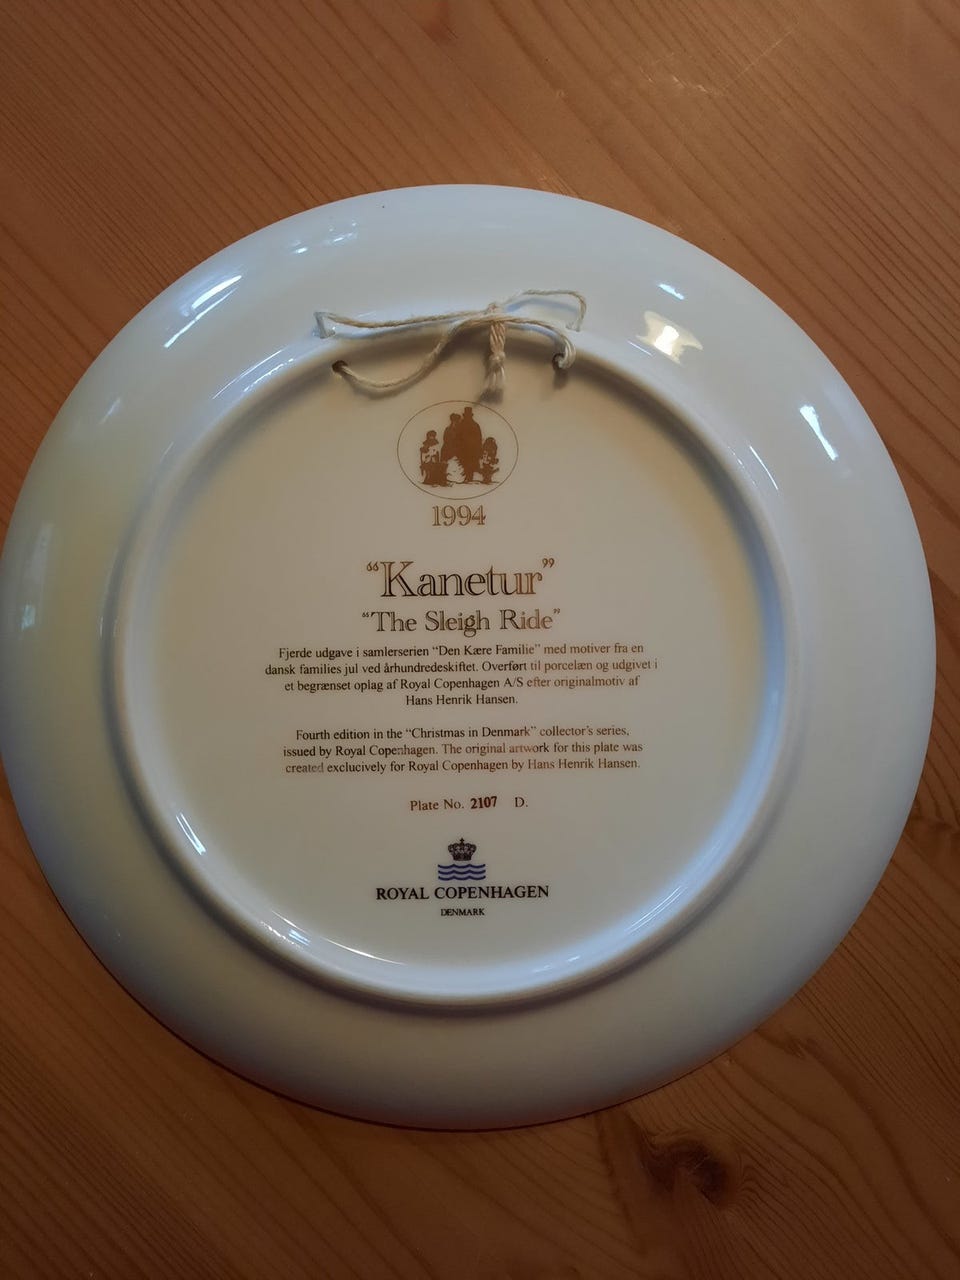 1994
“Kanetur”
“The Sleigh Ride”
Fjerde udgave i samlerserien “Den Kære Familie” med motiver fra en
dansk families jul ved århundredeskiftet. Overført til porcelæn og udgivet i
et begrænset oplag af Royal Copenhagen A/S efter originalmotiv af
Hans Henrik Hansen.
Fourth edition in the “Christmas in Denmark” collector’s series,
issued by Royal Copenhagen. The original artwork for this plate was
created exclucively for Royal Copenhagen by Hans Henrik Hansen.
Plate No. 2107 D.
ROYAL COPENHAGEN
DENMARK